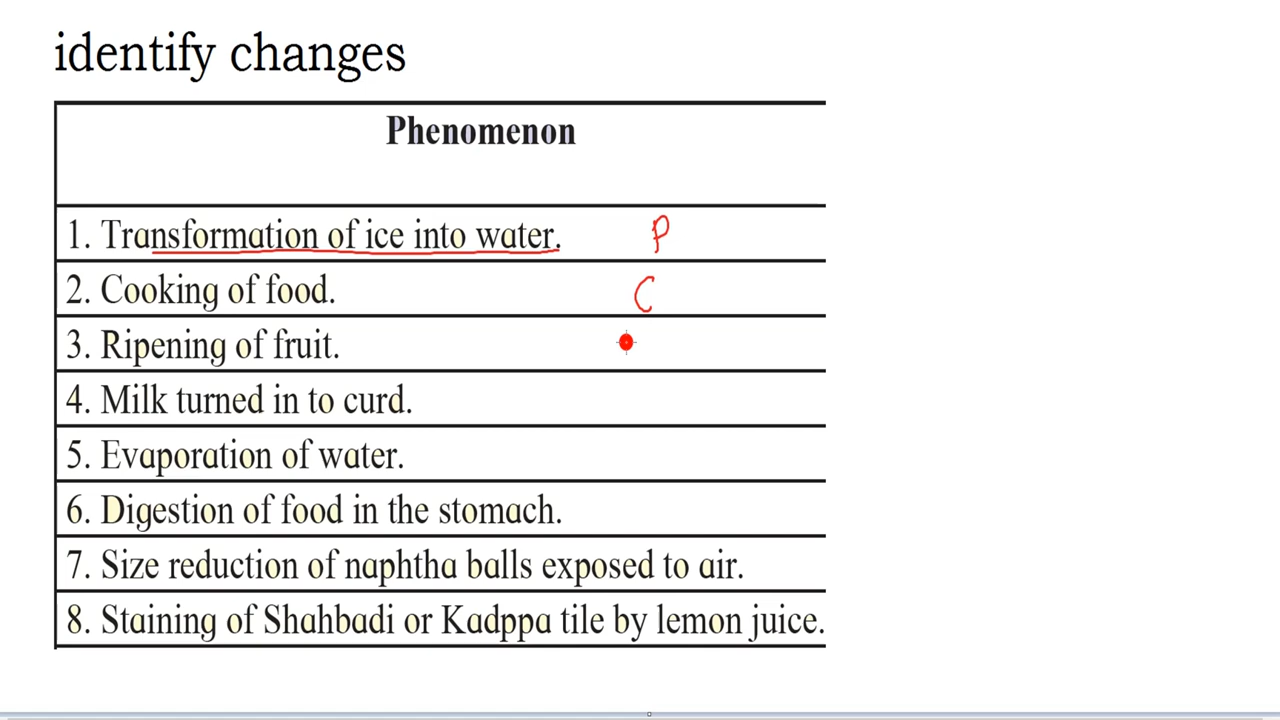 identify changes
Phenomenon
1. Transformation of ice into water. P
2. Cooking of food. C
3. Ripening of fruit.
4. Milk turned in to curd.
5. Evaporation of water.
6. Digestion of food in the stomach.
7. Size reduction of naphtha balls exposed to air.
8. Staining of Shahbadi or Kadppa tile by lemon juice.